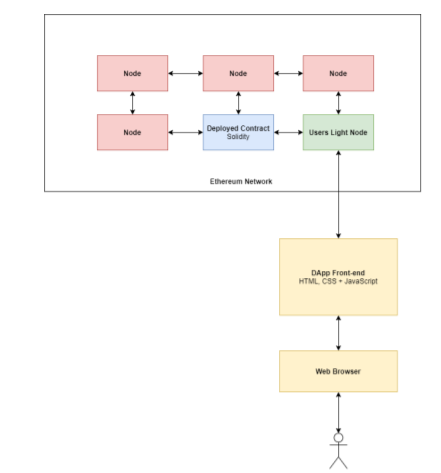 Node
Node
Node
Node
Deployed Contract
Solidity
Users Light Node
Ethereum Network
DApp Front-end
HTML, CSS + JavaScript
Web Browser